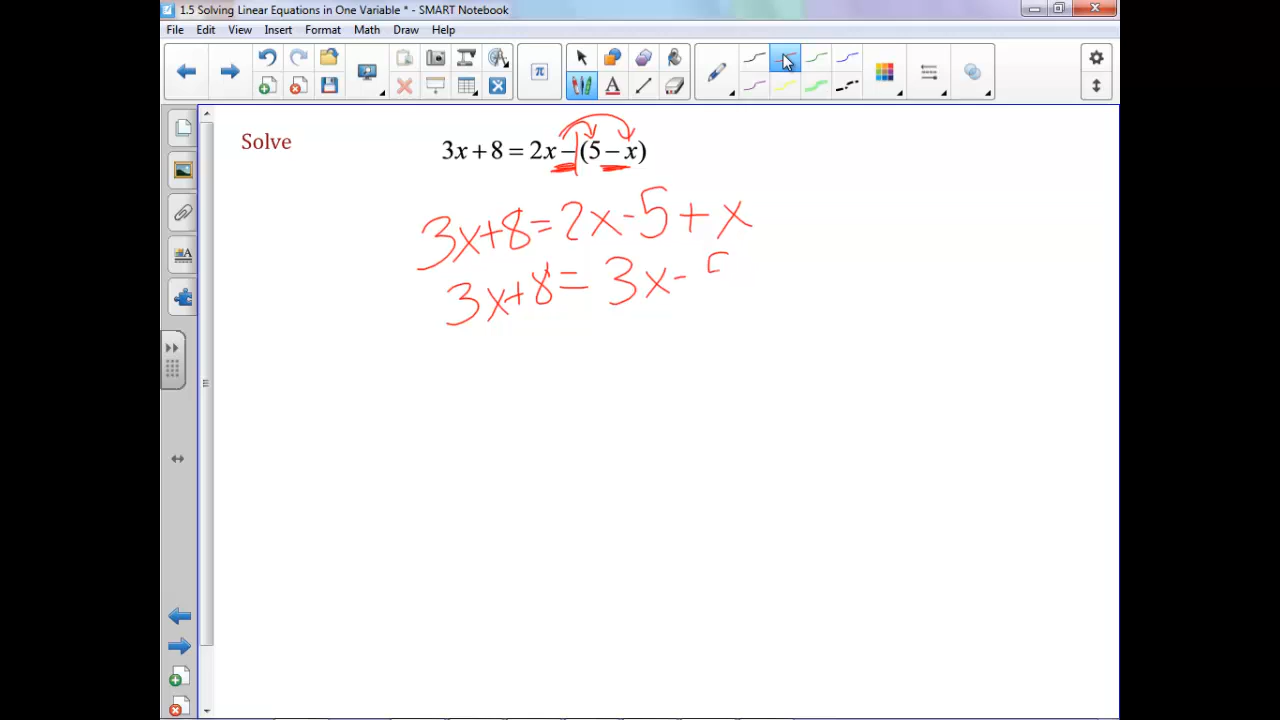 1.5 Solving Linear Equations in One Variable * - SMART Notebook
File Edit View Insert Format Math Draw Help
Solve
3x + 8 = 2x - (5 - x)
3x+8=2x-5+x
3x+8= 3x-